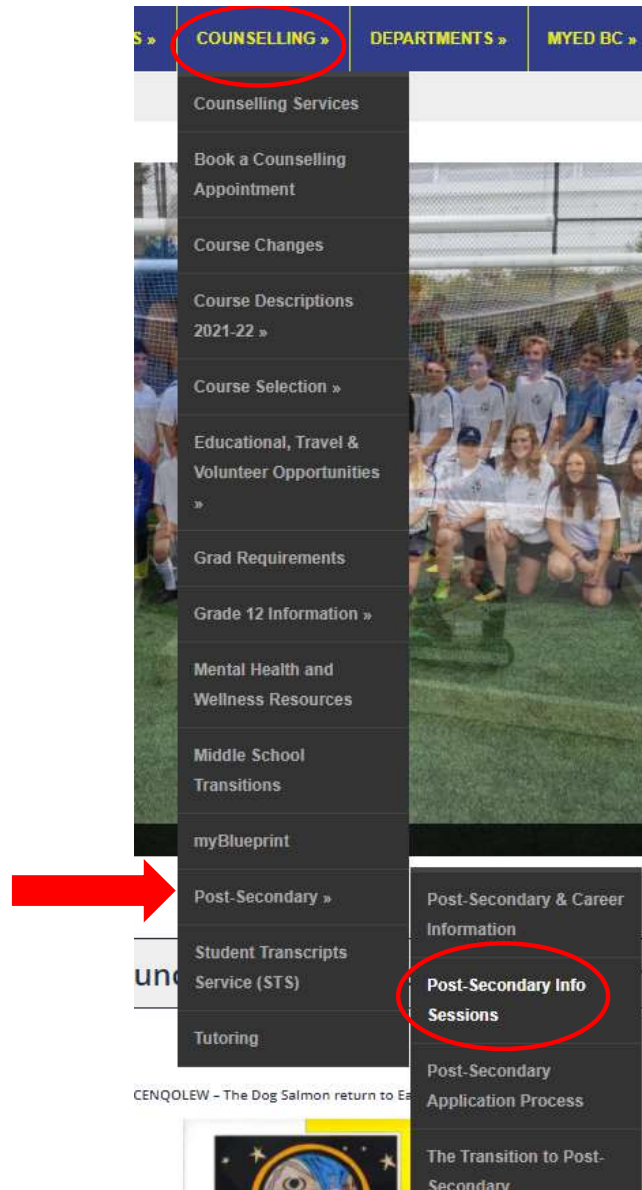 S »
COUNSELLING »
DEPARTMENTS »
MYED BC »
Counselling Services
Book a Counselling
Appointment
Course Changes
Course Descriptions
2021-22 »
Course Selection »
Educational, Travel &
Volunteer Opportunities
»
Grad Requirements
Grade 12 Information »
Mental Health and
Wellness Resources
Middle School
Transitions
myBlueprint
Post-Secondary »
Student Transcripts
Service (STS)
Tutoring
Post-Secondary & Career
Information
Post-Secondary Info
Sessions
Post-Secondary
Application Process
The Transition to Post-
Secondary
un
CENQOLEW – The Dog Salmon return to Ea